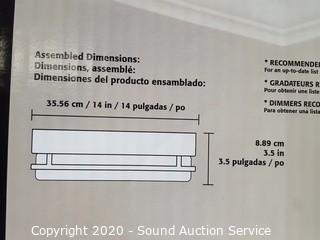 Assembled Dimensions:
Dimensions, assemblé:
Dimensiones del producto ensamblado:
35.56 cm / 14 in / 14 pulgadas / po
8.89 cm
3.5 in
3.5 pulgadas / po
* RECOMMENDE
For an up-to-date list
* GRADATEURS R
Pour obtenir une liste
* DIMMERS RECO
Para obtener una lista
Copyright 2020 - Sound Auction Service